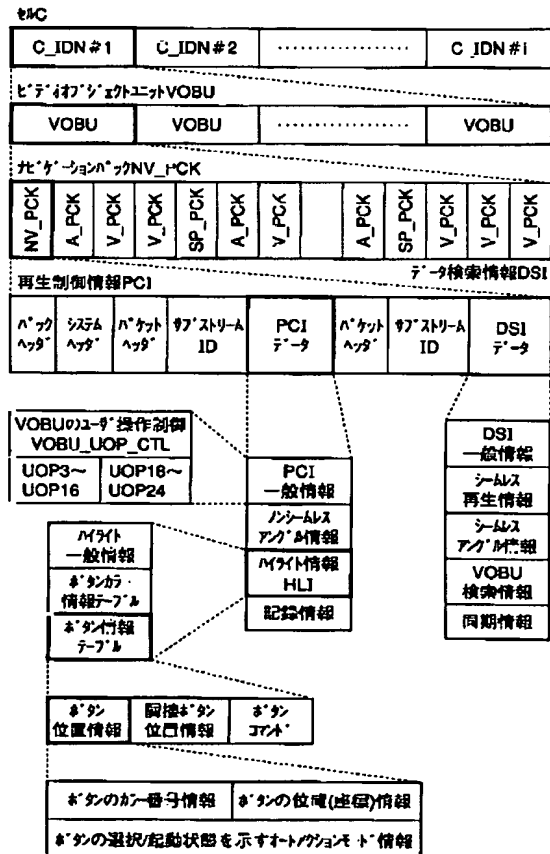 セルC
C_IDN#1 C_IDN#2 ・・・・・・・・・・ C_IDN#i
ビデオオブジェクトユニットVOBU
VOBU VOBU ・・・・・・・・・・ VOBU
ナビゲーションパックNV_PCK
NV_PCK A_PCK V_PCK V_PCK SP_PCK A_PCK V_PCK A_PCK SP_PCK V_PCK V_PCK V_PCK
データ検索情報DSI
再生制御情報PCI
パック システム パケット サブストリーム PCI パケット サブストリーム DSI
ヘッダ ヘッダ ヘッダ ID データ ヘッダ ID データ
VOBUのユーザ操作制御
VOBU_UOP_CTL
UOP3～ UOP18～
UOP16 UOP24
PCI
一般情報
ノンシームレス
アングル情報
ハイライト情報
HLI
記録情報
DSI
一般情報
シームレス
再生情報
シームレス
アングル情報
VOBU
検索情報
同期情報
ハイライト
一般情報
ボタンカラー
情報テーブル
ボタン情報
テーブル
ボタン 隣接ボタン ボタン
位置情報 位置情報 コマンド
ボタンのカラー番号情報 ボタンの位置(座標)情報
ボタンの選択/起動状態を示すオートアクションモード情報